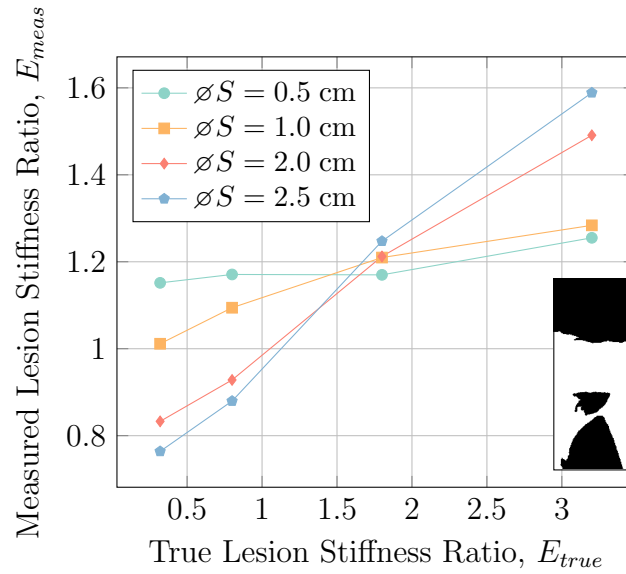 Measured Lesion Stiffness Ratio, E_meas
1.6
1.4
1.2
1
0.8
⌀S = 0.5 cm
⌀S = 1.0 cm
⌀S = 2.0 cm
⌀S = 2.5 cm
0.5 1 1.5 2 2.5 3
True Lesion Stiffness Ratio, E_true